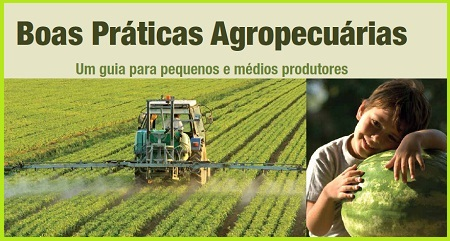 Boas Práticas Agropecuárias
Um guia para pequenos e médios produtores